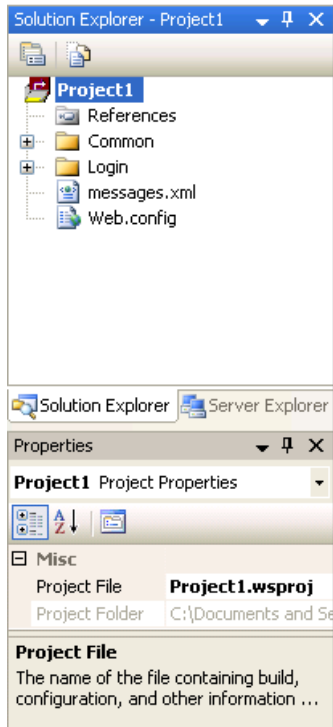 Solution Explorer - Project1
Project1
References
Common
Login
messages.xml
Web.config
Solution Explorer
Server Explorer
Properties
Project1 Project Properties
Misc
Project File Project1.wsproj
Project Folder C:\Documents and Se
Project File
The name of the file containing build,
configuration, and other information ...